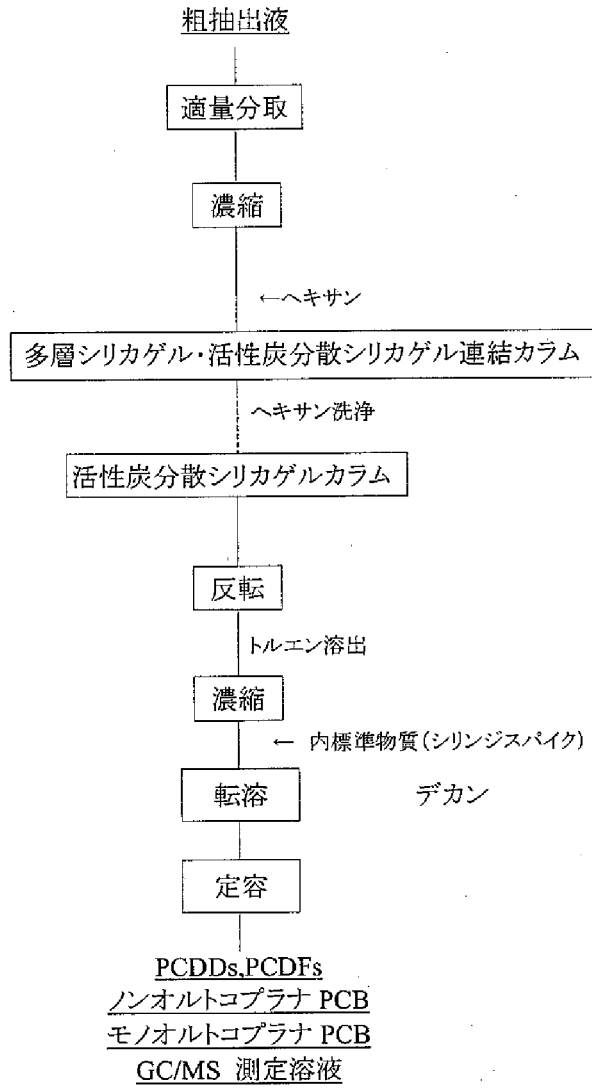 粗抽出液
適量分取
濃縮
←ヘキサン
多層シリカゲル・活性炭分散シリカゲル連結カラム
ヘキサン洗浄
活性炭分散シリカゲルカラム
反転
トルエン溶出
濃縮
← 内標準物質(シリンジスパイク)
転溶 デカン
定容
PCDDs,PCDFs
ノンオルトコプラナ PCB
モノオルトコプラナ PCB
GC/MS 測定溶液